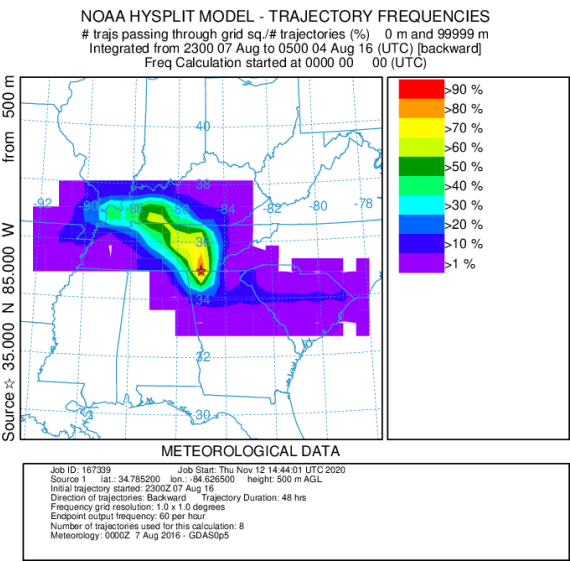 NOAA HYSPLIT MODEL - TRAJECTORY FREQUENCIES
# trajs passing through grid sq./# trajectories (%) 0 m and 99999 m
Integrated from 2300 07 Aug to 0500 04 Aug 16 (UTC) [backward]
Freq Calculation started at 0000 00 00 (UTC)
Source ☆ 35.000 N 85.000 W from 500 m
40
38
-92
-90
-84
-82
-80
-78
36
34
32
30
>90 %
>80 %
>70 %
>60 %
>50 %
>40 %
>30 %
>20 %
>10 %
>1 %
METEOROLOGICAL DATA
Job ID: 167339 Job Start: Thu Nov 12 14:44:01 UTC 2020
Source 1 lat.: 34.785200 lon.: -84.626500 height: 500 m AGL
Initial trajectory started: 2300Z 07 Aug 16
Direction of trajectories: Backward Trajectory Duration: 48 hrs
Frequency grid resolution: 1.0 x 1.0 degrees
Endpoint output frequency: 60 per hour
Number of trajectories used for this calculation: 8
Meteorology: 0000Z 7 Aug 2016 - GDAS0p5